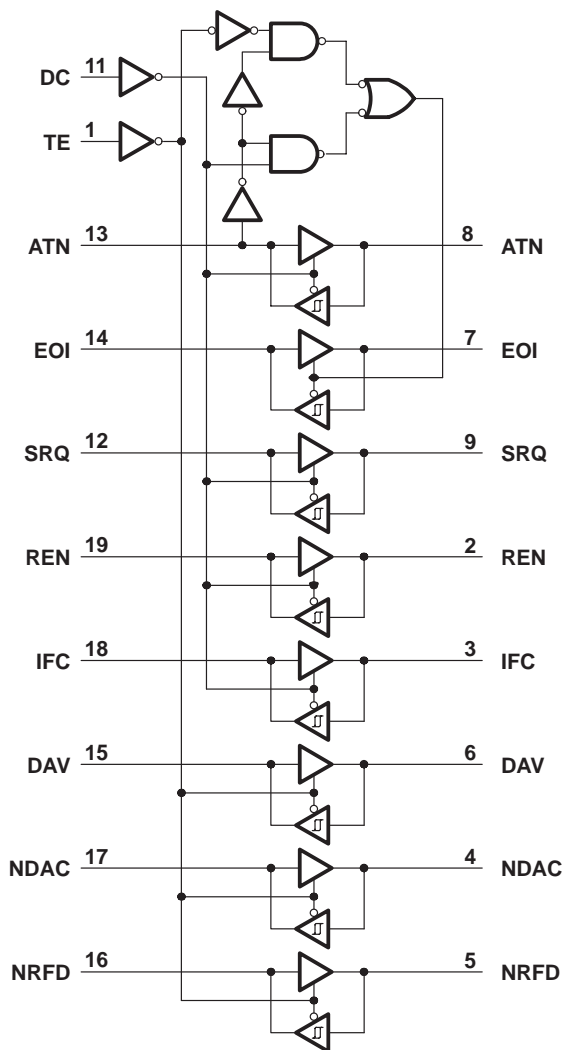 DC 11
TE 1
ATN 13 8 ATN
EOI 14 7 EOI
SRQ 12 9 SRQ
REN 19 2 REN
IFC 18 3 IFC
DAV 15 6 DAV
NDAC 17 4 NDAC
NRFD 16 5 NRFD